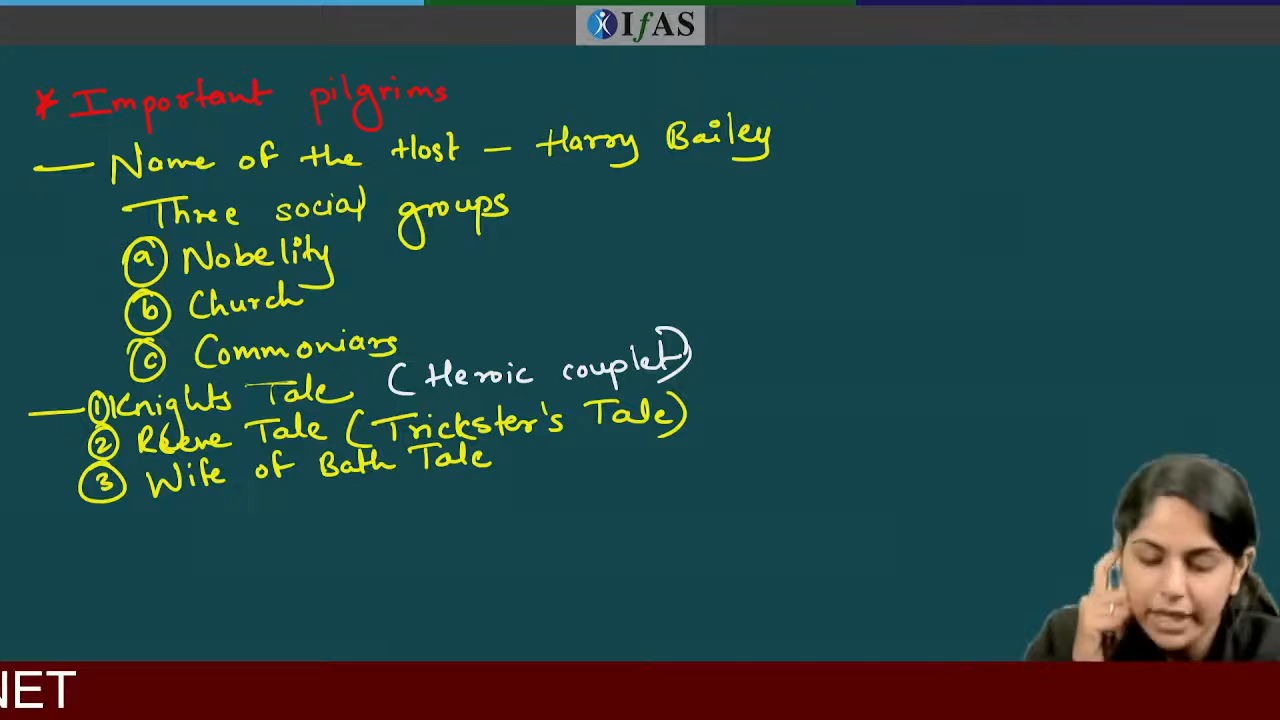 IfAS
* Important pilgrims
— Name of the Host – Harry Bailey
Three social groups
(a) Nobelity
(b) Church
(c) Commoniars
— (1) Knights Tale (Heroic couplet)
(2) Reeve Tale (Trickster's Tale)
(3) Wife of Bath Tale
NET